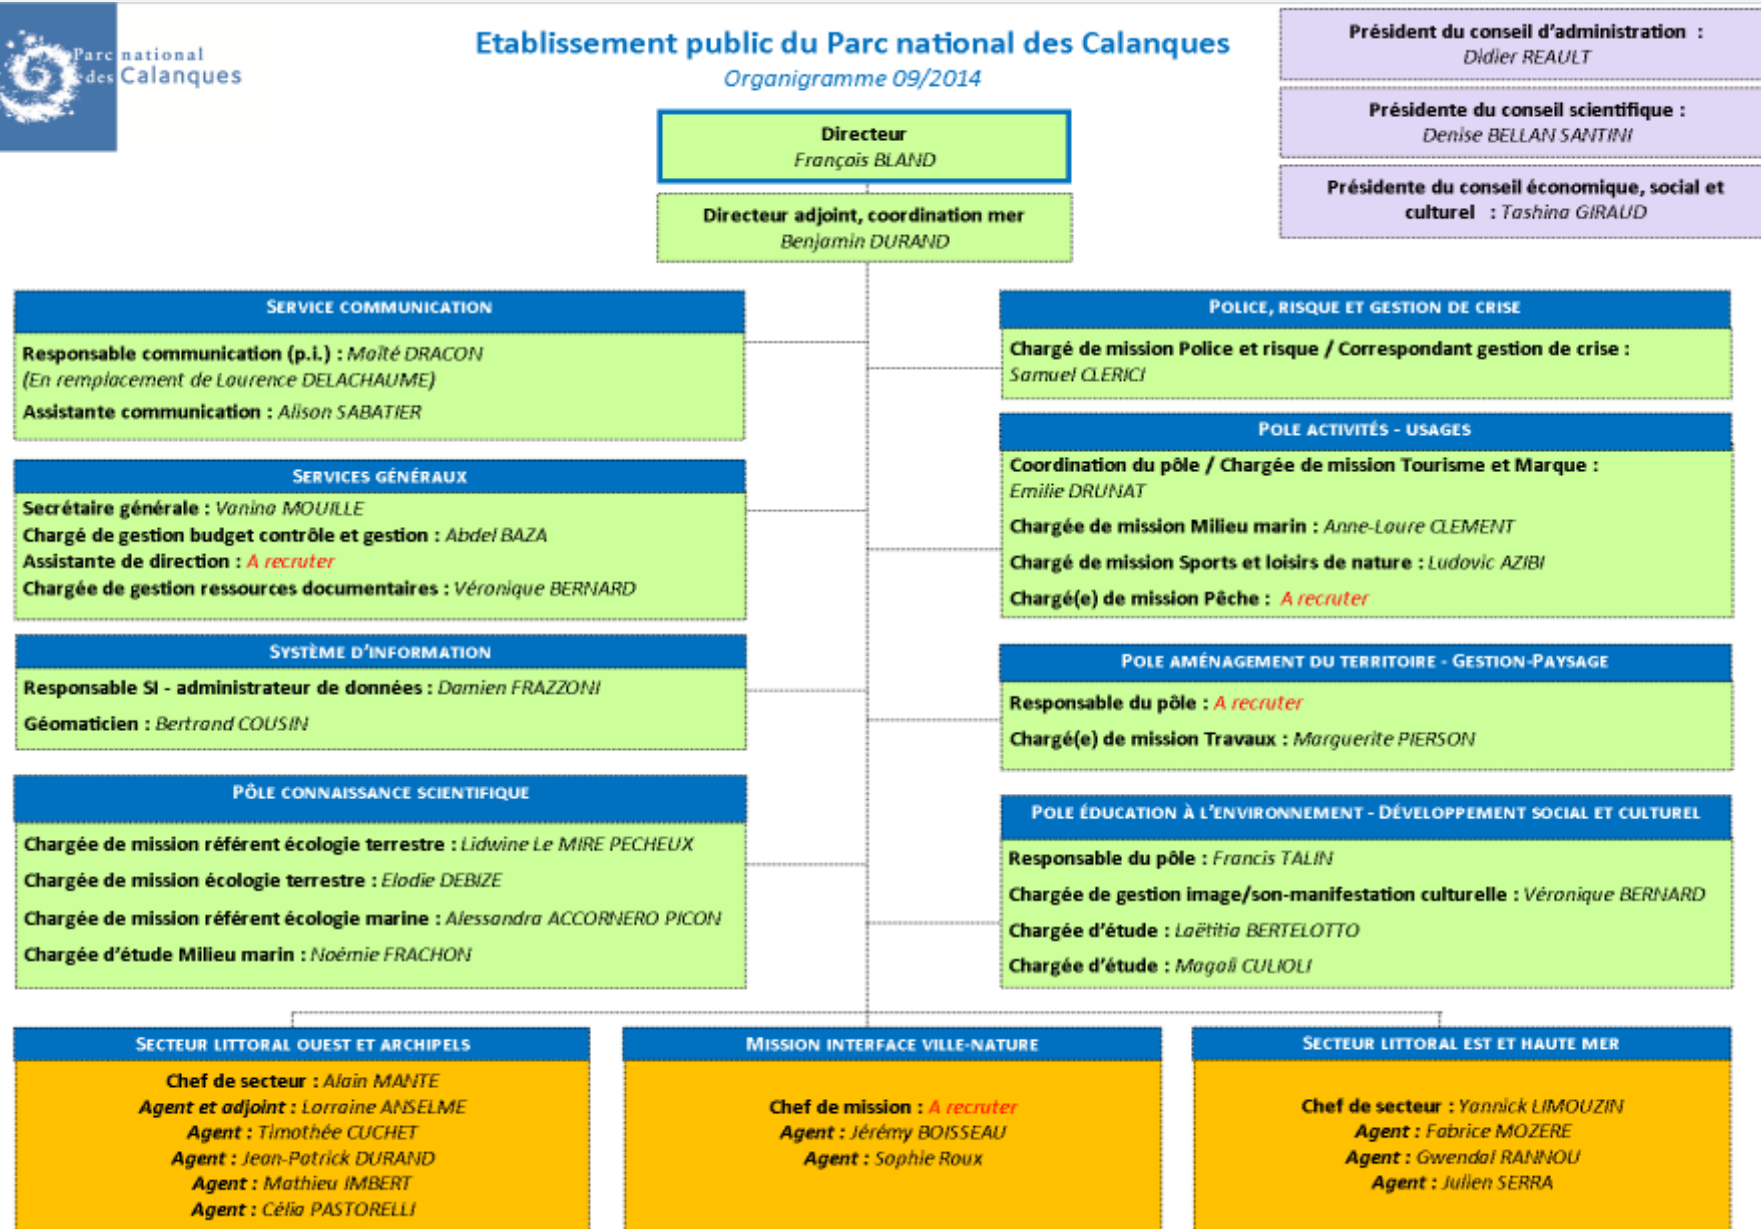 Parc national
des Calanques
Etablissement public du Parc national des Calanques
Organigramme 09/2014
Président du conseil d'administration :
Didier REAULT
Présidente du conseil scientifique :
Denise BELLAN SANTINI
Présidente du conseil économique, social et
culturel : Tashina GIRAUD
Directeur
François BLAND
Directeur adjoint, coordination mer
Benjamin DURAND
SERVICE COMMUNICATION
Responsable communication (p.i.) : Maïté DRACON
(En remplacement de Laurence DELACHAUME)
Assistante communication : Alison SABATIER
SERVICES GÉNÉRAUX
Secrétaire générale : Vanina MOUILLE
Chargé de gestion budget contrôle et gestion : Abdel BAZA
Assistante de direction : A recruter
Chargée de gestion ressources documentaires : Véronique BERNARD
SYSTÈME D'INFORMATION
Responsable SI - administrateur de données : Damien FRAZZONI
Géomaticien : Bertrand COUSIN
PÔLE CONNAISSANCE SCIENTIFIQUE
Chargée de mission référent écologie terrestre : Lidwine Le MIRE PECHEUX
Chargée de mission écologie terrestre : Elodie DEBIZE
Chargée de mission référent écologie marine : Alessandra ACCORNERO PICON
Chargée d'étude Milieu marin : Noémie FRACHON
POLICE, RISQUE ET GESTION DE CRISE
Chargé de mission Police et risque / Correspondant gestion de crise :
Samuel CLERICI
POLE ACTIVITÉS - USAGES
Coordination du pôle / Chargée de mission Tourisme et Marque :
Emilie DRUNAT
Chargée de mission Milieu marin : Anne-Laure CLEMENT
Chargé de mission Sports et loisirs de nature : Ludovic AZIBI
Chargé(e) de mission Pêche : A recruter
POLE AMÉNAGEMENT DU TERRITOIRE - GESTION-PAYSAGE
Responsable du pôle : A recruter
Chargé(e) de mission Travaux : Marguerite PIERSON
POLE ÉDUCATION À L'ENVIRONNEMENT - DÉVELOPPEMENT SOCIAL ET CULTUREL
Responsable du pôle : Francis TALIN
Chargée de gestion image/son-manifestation culturelle : Véronique BERNARD
Chargée d'étude : Laëtitia BERTELOTTO
Chargée d'étude : Magali CULIOLI
SECTEUR LITTORAL OUEST ET ARCHIPELS
Chef de secteur : Alain MANTE
Agent et adjoint : Lorraine ANSELME
Agent : Timothée CUCHET
Agent : Jean-Patrick DURAND
Agent : Mathieu IMBERT
Agent : Célia PASTORELLI
MISSION INTERFACE VILLE-NATURE
Chef de mission : A recruter
Agent : Jérémy BOISSEAU
Agent : Sophie Roux
SECTEUR LITTORAL EST ET HAUTE MER
Chef de secteur : Yannick LIMOUZIN
Agent : Fabrice MOZERE
Agent : Gwendal RANNOU
Agent : Julien SERRA